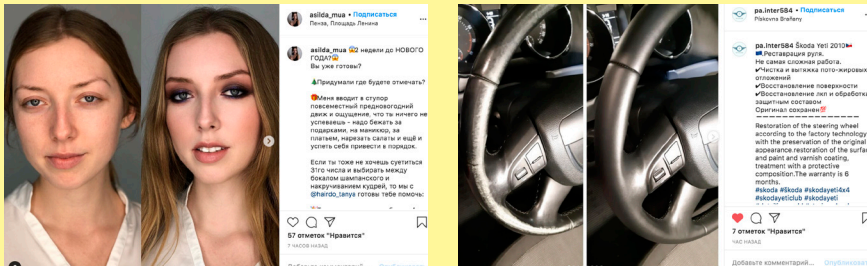 asilda_mua • Подписаться
Пенза, Площадь Ленина
asilda_mua 😱2 недели до НОВОГО
ГОДА?😱
Вы уже готовы?
🎄Придумали где будете отмечать?
🎁Меня вводит в ступор
повсеместный предновогодний
движ и ощущение, что ты ничего не
успеваешь - надо бежать за
подарками, на маникюр, за
платьем, нарезать салаты и ещё и
успеть себя привести в порядок.
Если ты тоже не хочешь суетиться
31го числа и выбирать между
бокалом шампанского и
накручиванием кудрей, то мы с
@hairdo_tanya готовы тебе помочь:
57 отметок "Нравится"
7 ЧАСОВ НАЗАД
Добавьте комментарий...
pa.inter584 • Подписаться
Pískovna Braňany
pa.inter584 Škoda Yeti 2010🇨🇿
Реставрация руля.
Не самая сложная работа.
✔Чистка и вытяжка пото-жировых
отложений
✔Восстановление поверхности
✔Восстановление лкп и обработка
защитным составом
Оригинал сохранен💯
Restoration of the steering wheel
according to the factory technology
with the preservation of the original
appearance.restoration of the surfa
and paint and varnish coating,
treatment with a protective
composition.The warranty is 6
months.
#skoda #škoda #skodayeti4x4
#skodayeticlub #skodayeti
7 отметок "Нравится"
ЧАС НАЗАД
Добавьте комментарий... Опубликоват